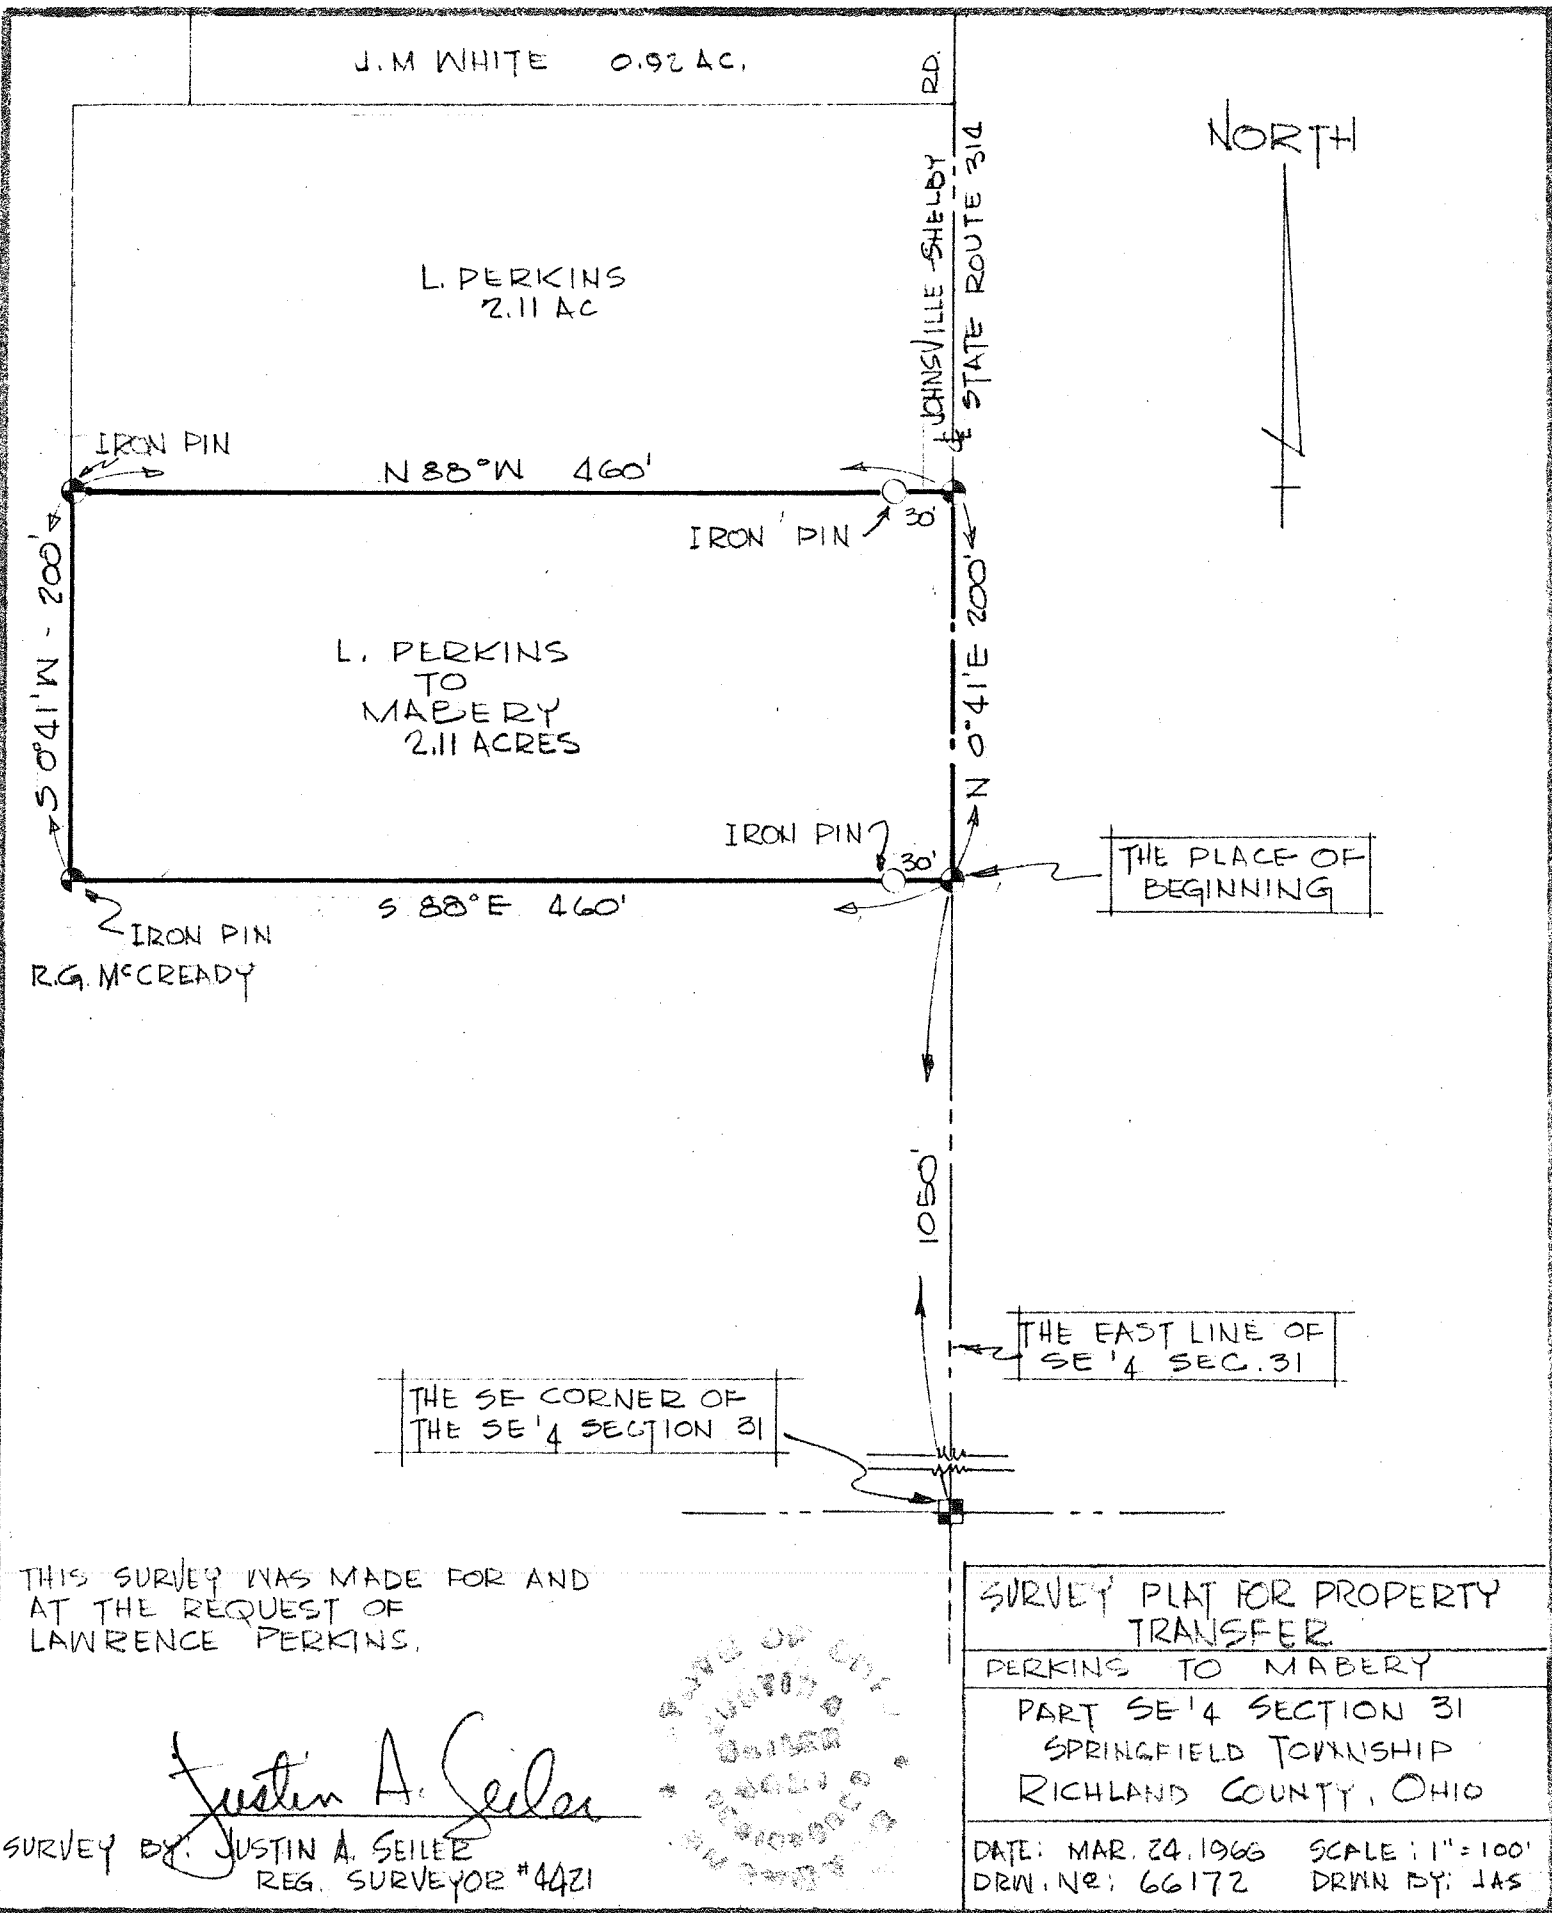 J.M WHITE 0.92 AC.
RD.
JOHNSVILLE-SHELBY
℄ STATE ROUTE 314
NORTH
L. PERKINS
2.11 AC
IRON PIN
N 88°W 460'
IRON PIN
30'
S 0°41'W - 200'
N 0°41'E 200'
L. PERKINS
TO
MABERY
2.11 ACRES
IRON PIN
30'
THE PLACE OF
BEGINNING
S 88°E 460'
IRON PIN
R.G. McCREADY
1050'
THE EAST LINE OF
SE 1/4 SEC. 31
THE SE CORNER OF
THE SE 1/4 SECTION 31
THIS SURVEY WAS MADE FOR AND
AT THE REQUEST OF
LAWRENCE PERKINS.
Justin A. Seiler
SURVEY BY: JUSTIN A. SEILER
REG. SURVEYOR #4421
SURVEY PLAT FOR PROPERTY
TRANSFER
PERKINS TO MABERY
PART SE 1/4 SECTION 31
SPRINGFIELD TOWNSHIP
RICHLAND COUNTY, OHIO
DATE: MAR. 24. 1966 SCALE: 1" = 100'
DRW. No: 66172 DRWN BY: JAS